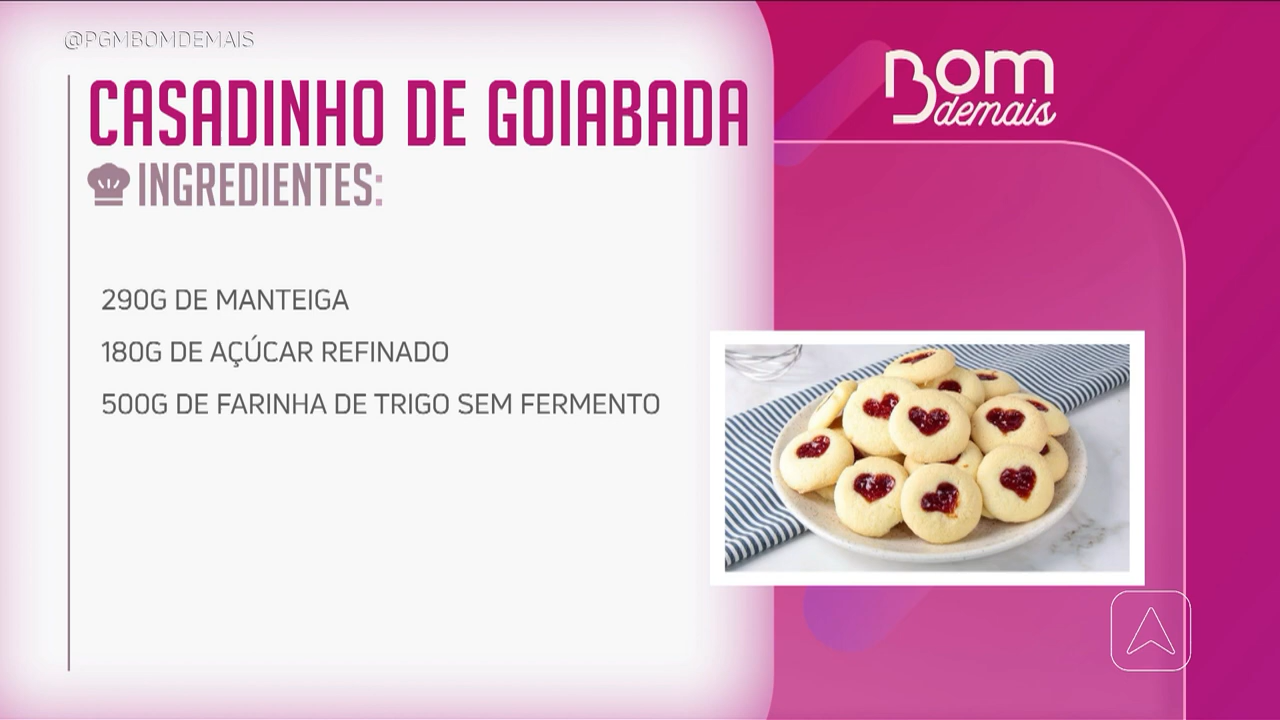 @PGMBOMDEMAIS
CASADINHO DE GOIABADA
INGREDIENTES:
290G DE MANTEIGA
180G DE AÇÚCAR REFINADO
500G DE FARINHA DE TRIGO SEM FERMENTO
Bom
demais